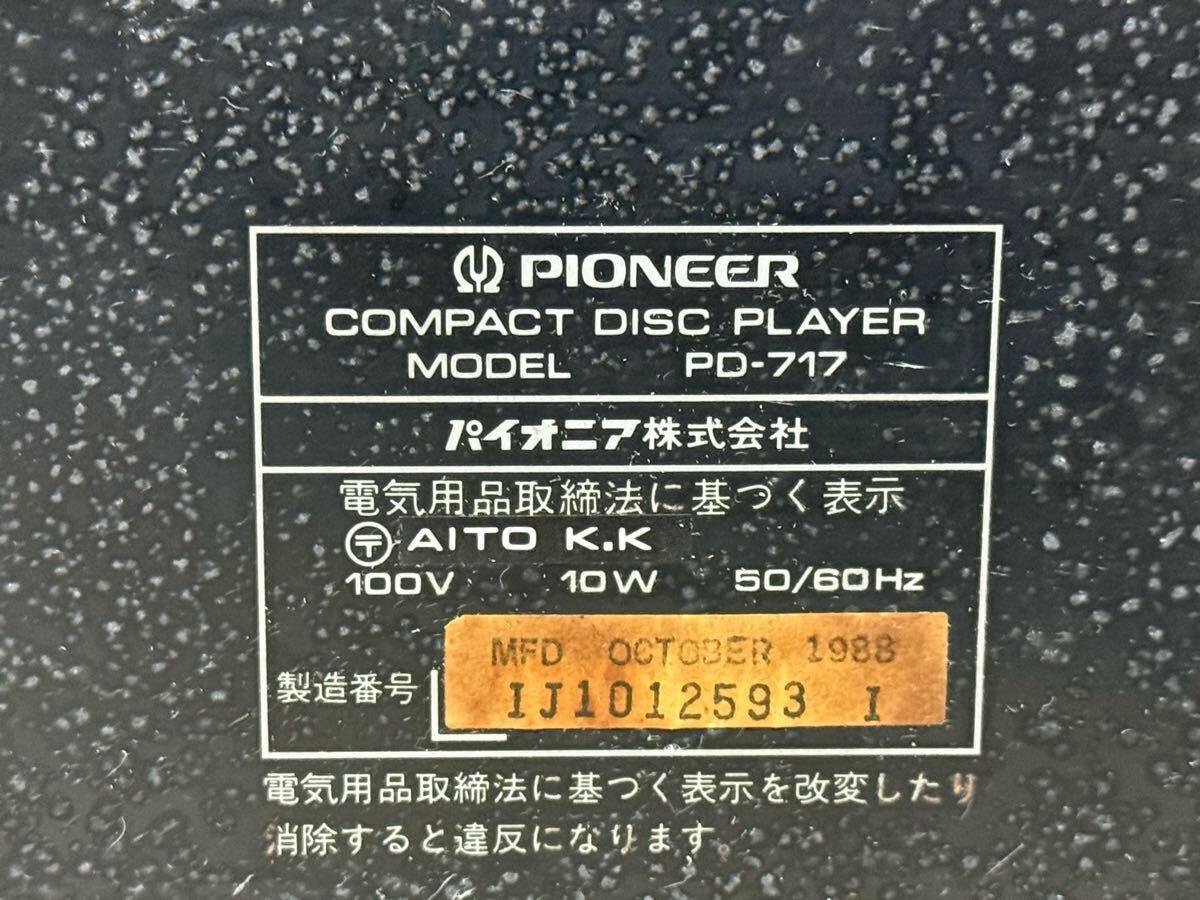 PIONEER
COMPACT DISC PLAYER
MODEL PD-717
パイオニア株式会社
電気用品取締法に基づく表示
〶 AITO K.K
100V 10W 50/60Hz
MFD OCTOBER 1988
製造番号 IJ1012593 I
電気用品取締法に基づく表示を改変したり
消除すると違反になります。